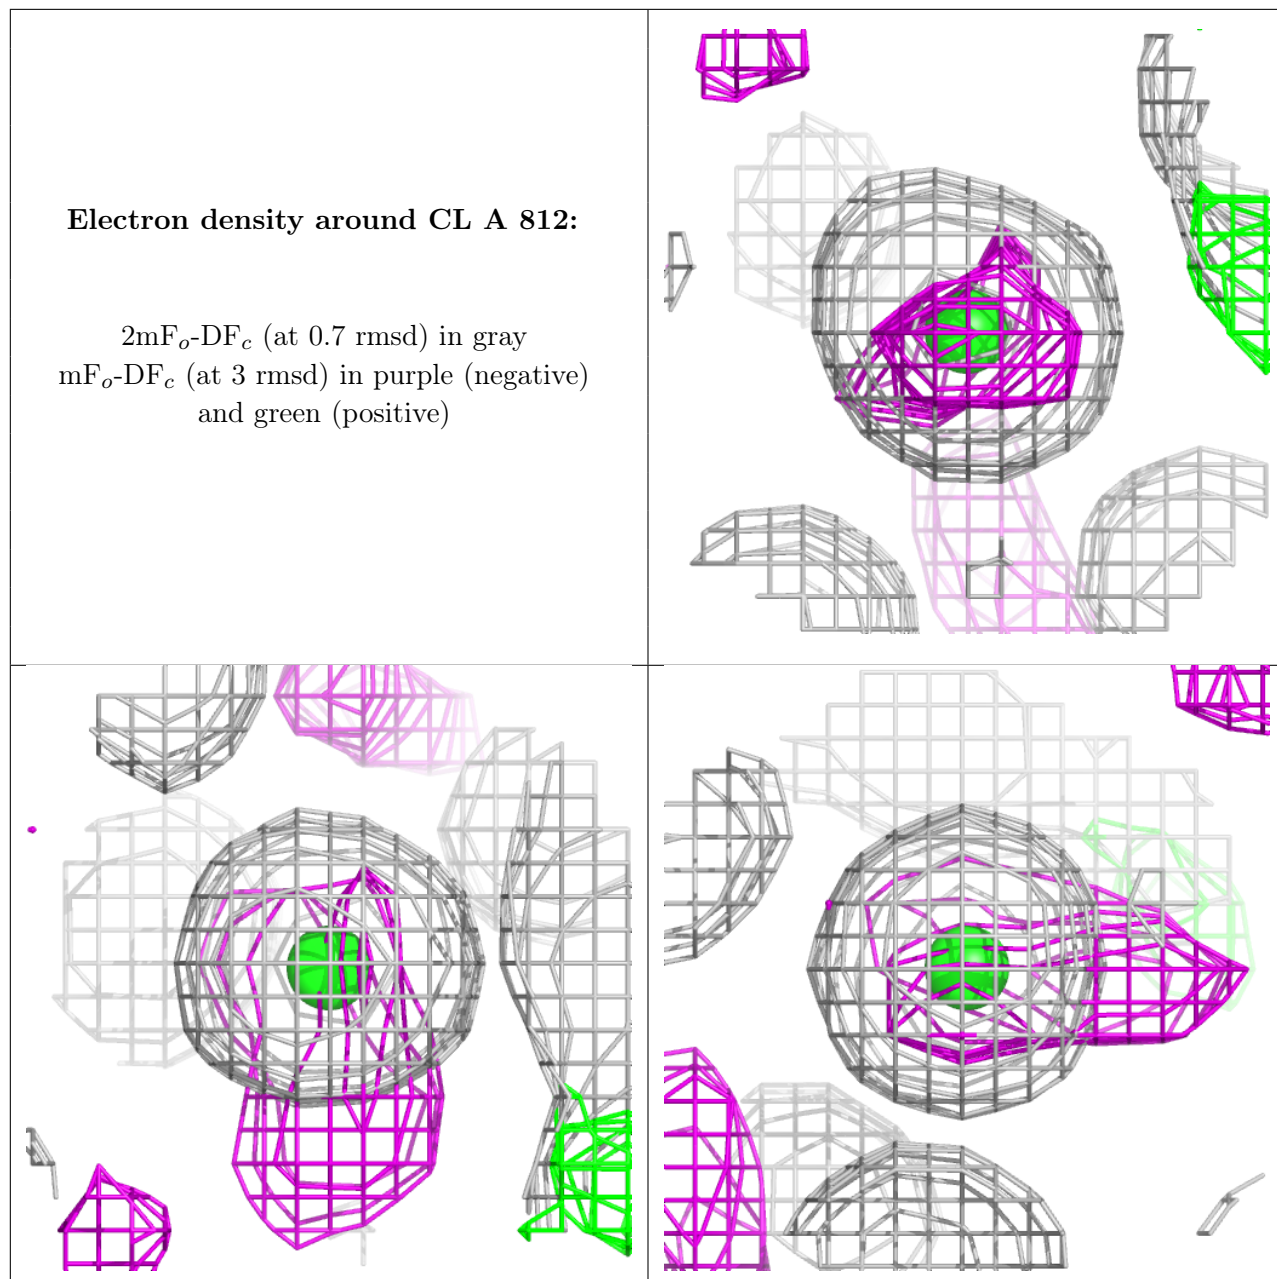 Electron density around CL A 812:
2mFo-DFc (at 0.7 rmsd) in gray
mFo-DFc (at 3 rmsd) in purple (negative)
and green (positive)